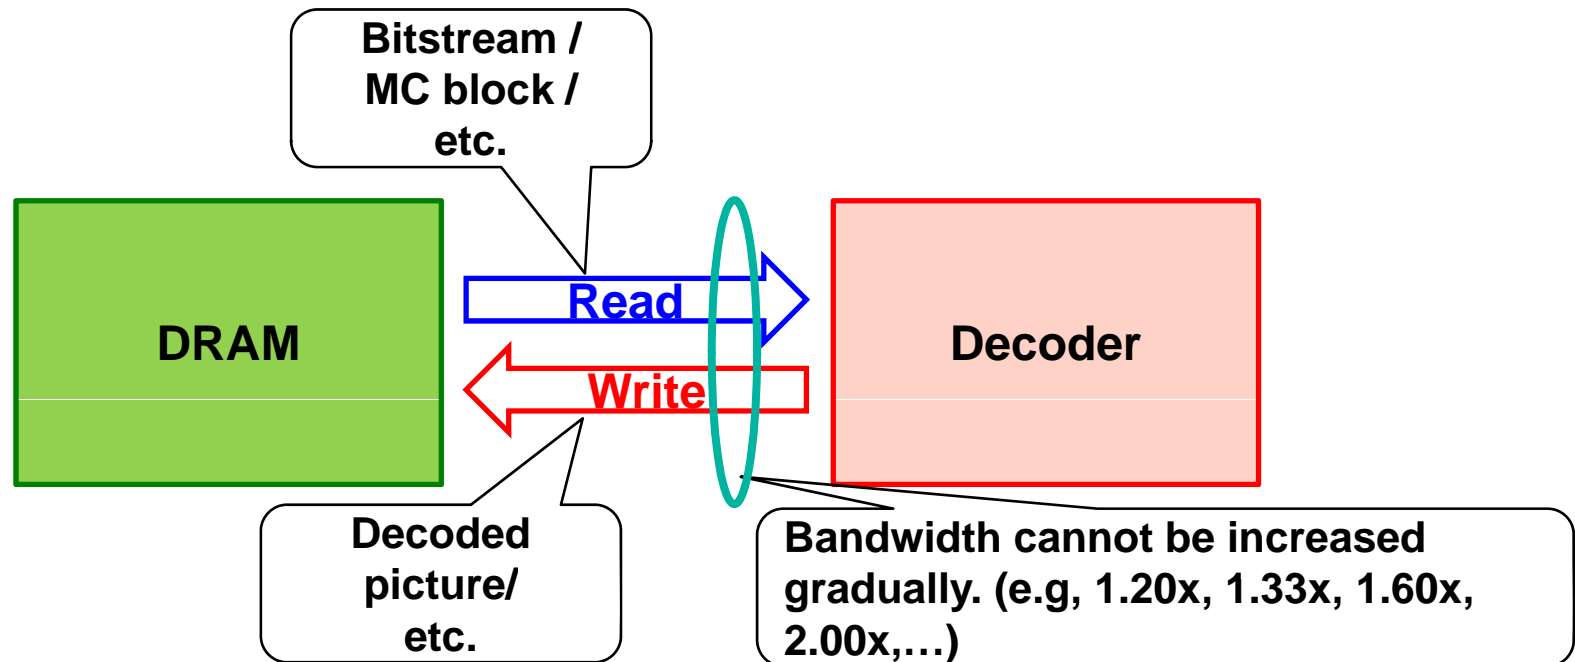 Bitstream /
MC block /
etc.
DRAM
Read
Write
Decoder
Decoded
picture/
etc.
Bandwidth cannot be increased
gradually. (e.g, 1.20x, 1.33x, 1.60x,
2.00x,…)